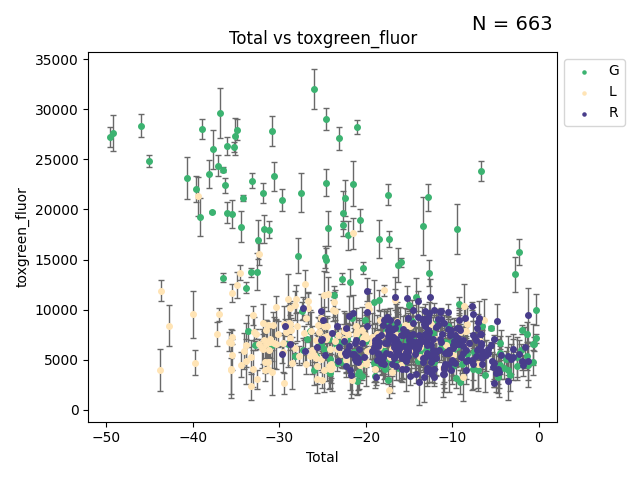 N = 663
Total vs toxgreen_fluor
35000
30000
25000
20000
15000
10000
5000
0
toxgreen_fluor
−50
−40
−30
−20
−10
0
Total
G
L
R